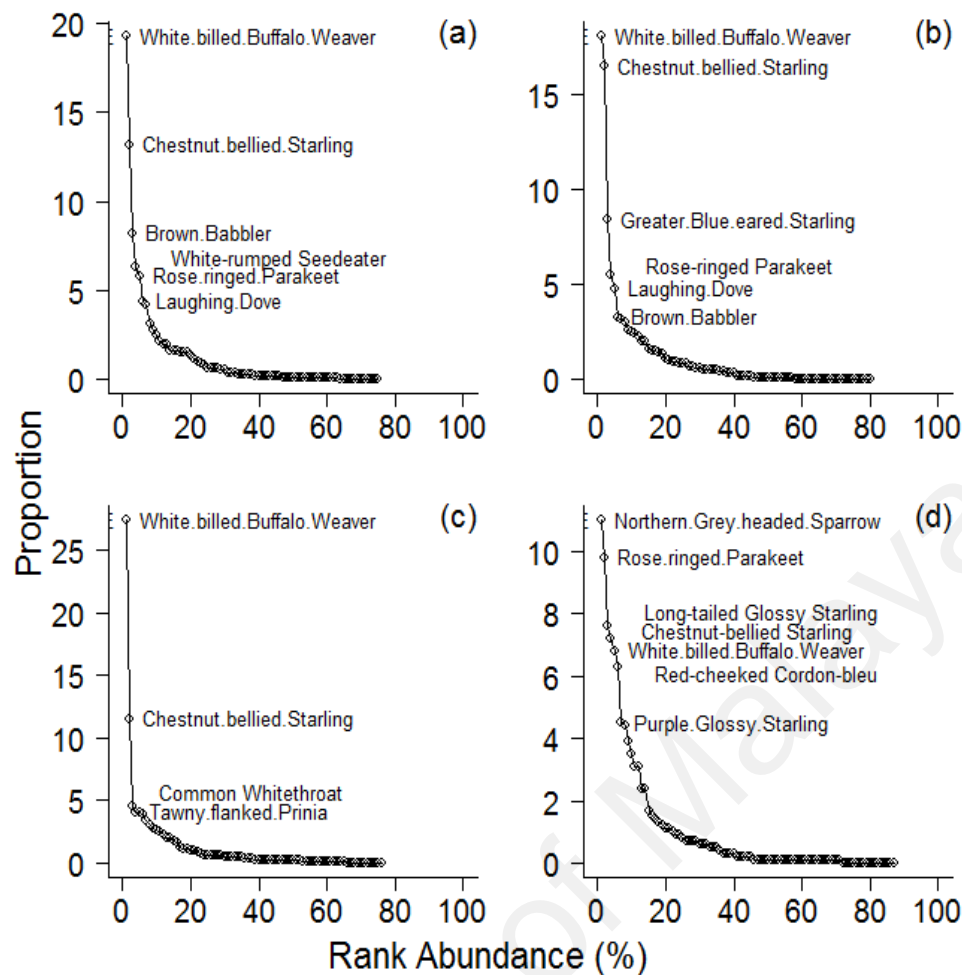 20
15
10
5
0
White.billed.Buffalo.Weaver
(a)
Chestnut.bellied.Starling
Brown.Babbler
White-rumped Seedeater
Rose.ringed.Parakeet
Laughing.Dove
0 20 40 60 80 100
15
10
5
0
White.billed.Buffalo.Weaver
(b)
Chestnut.bellied.Starling
Greater.Blue.eared.Starling
Rose-ringed Parakeet
Laughing.Dove
Brown.Babbler
0 20 40 60 80 100
Proportion
25
20
15
10
5
0
White.billed.Buffalo.Weaver
(c)
Chestnut.bellied.Starling
Common Whitethroat
Tawny.flanked.Prinia
0 20 40 60 80 100
10
8
6
4
2
0
Northern.Grey.headed.Sparrow
(d)
Rose.ringed.Parakeet
Long-tailed Glossy Starling
Chestnut-bellied Starling
White.billed.Buffalo.Weaver
Red-cheeked Cordon-bleu
Purple.Glossy.Starling
0 20 40 60 80 100
Rank Abundance (%)
of Malaya